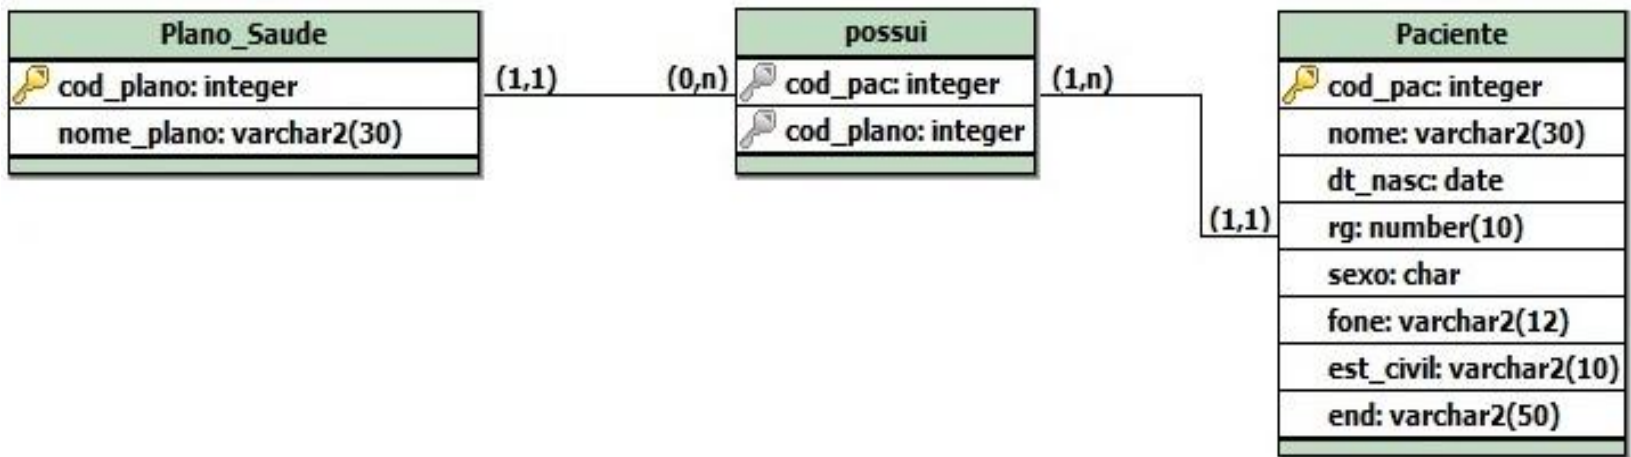 Plano_Saude
cod_plano: integer
nome_plano: varchar2(30)
(1,1)
(0,n)
possui
cod_pac: integer
cod_plano: integer
(1,n)
(1,1)
Paciente
cod_pac: integer
nome: varchar2(30)
dt_nasc: date
rg: number(10)
sexo: char
fone: varchar2(12)
est_civil: varchar2(10)
end: varchar2(50)